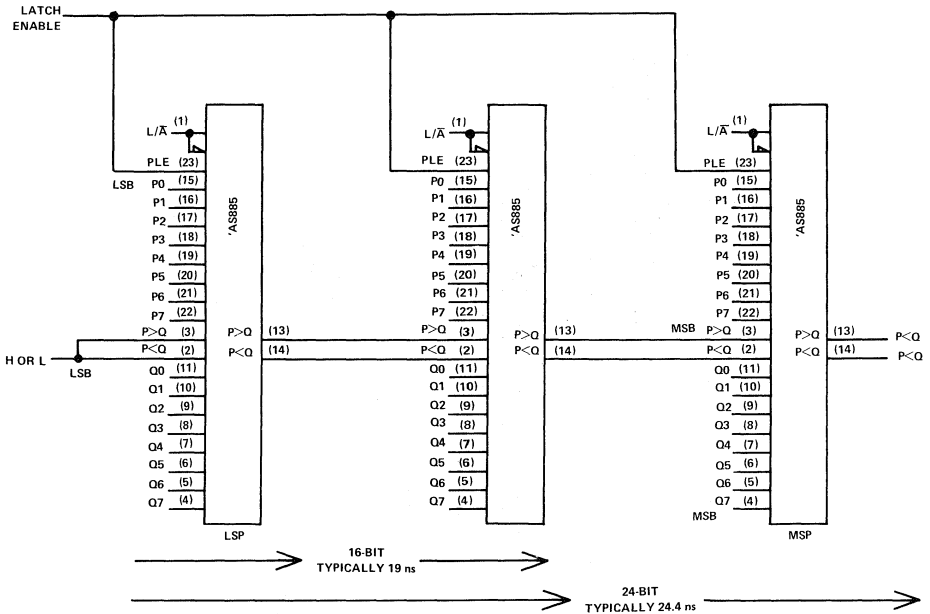 LATCH
ENABLE
L/A̅ (1)
PLE (23)
LSB
P0 (15)
P1 (16)
P2 (17)
P3 (18)
P4 (19)
P5 (20)
P6 (21)
P7 (22)
P>Q (3)
P<Q (2)
H OR L
LSB
Q0 (11)
Q1 (10)
Q2 (9)
Q3 (8)
Q4 (7)
Q5 (6)
Q6 (5)
Q7 (4)
'AS885
P>Q (13)
P<Q (14)
LSP
L/A̅ (1)
PLE (23)
P0 (15)
P1 (16)
P2 (17)
P3 (18)
P4 (19)
P5 (20)
P6 (21)
P7 (22)
P>Q (3)
P<Q (2)
Q0 (11)
Q1 (10)
Q2 (9)
Q3 (8)
Q4 (7)
Q5 (6)
Q6 (5)
Q7 (4)
'AS885
P>Q (13)
P<Q (14)
L/A̅ (1)
PLE (23)
P0 (15)
P1 (16)
P2 (17)
P3 (18)
P4 (19)
P5 (20)
P6 (21)
P7 (22)
MSB P>Q (3)
P<Q (2)
Q0 (11)
Q1 (10)
Q2 (9)
Q3 (8)
Q4 (7)
Q5 (6)
Q6 (5)
Q7 (4)
MSB
'AS885
P>Q (13) P<Q
P<Q (14) P<Q
MSP
16-BIT
TYPICALLY 19 ns
24-BIT
TYPICALLY 24.4 ns